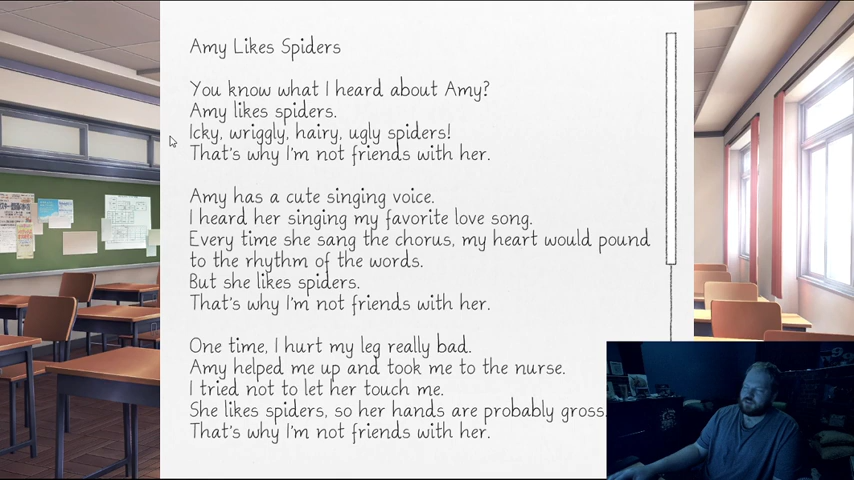 Amy Likes Spiders
You know what I heard about Amy?
Amy likes spiders.
Icky, wriggly, hairy, ugly spiders!
That's why I'm not friends with her.
Amy has a cute singing voice.
I heard her singing my favorite love song.
Every time she sang the chorus, my heart would pound
to the rhythm of the words.
But she likes spiders.
That's why I'm not friends with her.
One time, I hurt my leg really bad.
Amy helped me up and took me to the nurse.
I tried not to let her touch me.
She likes spiders, so her hands are probably gross.
That's why I'm not friends with her.